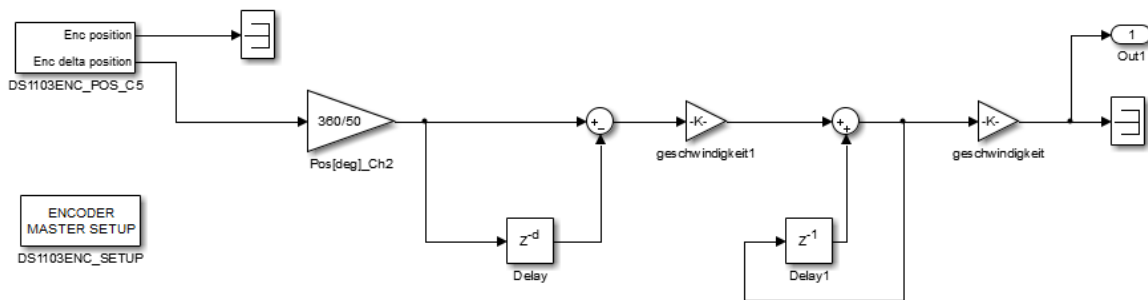 Enc position
Enc delta position
DS1103ENC_POS_C5
1
Out1
360/50
Pos[deg]_Ch2
+
−
-K-
geschwindigkeit1
+
+
-K-
geschwindigkeit
ENCODER
MASTER SETUP
DS1103ENC_SETUP
z-d
Delay
z-1
Delay1